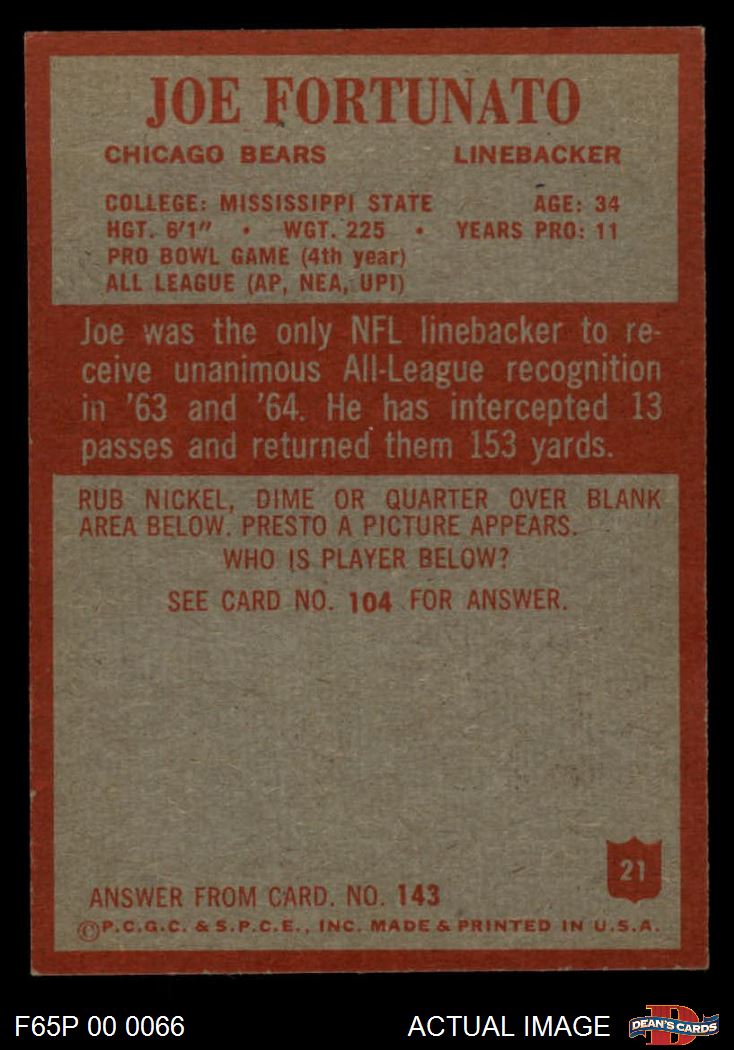 JOE FORTUNATO
CHICAGO BEARS LINEBACKER
COLLEGE: MISSISSIPPI STATE AGE: 34
HGT. 6'1" • WGT. 225 • YEARS PRO: 11
PRO BOWL GAME (4th year)
ALL LEAGUE (AP, NEA, UPI)
Joe was the only NFL linebacker to re-
ceive unanimous All-League recognition
in '63 and '64. He has intercepted 13
passes and returned them 153 yards.
RUB NICKEL, DIME OR QUARTER OVER BLANK
AREA BELOW. PRESTO A PICTURE APPEARS.
WHO IS PLAYER BELOW?
SEE CARD NO. 104 FOR ANSWER.
21
ANSWER FROM CARD. NO. 143
©P.C.G.C. & S.P.C.E., INC. MADE & PRINTED IN U.S.A.
F65P 00 0066 ACTUAL IMAGE DEAN'S CARDS